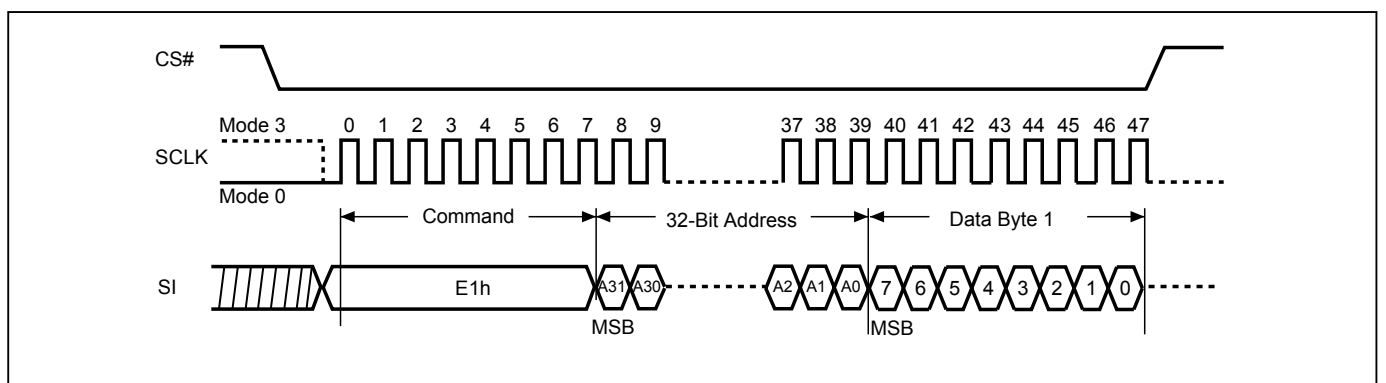 CS#
Mode 3 0 1 2 3 4 5 6 7 8 9 37 38 39 40 41 42 43 44 45 46 47
SCLK
Mode 0
Command 32-Bit Address Data Byte 1
SI E1h A31 A30 A2 A1 A0 7 6 5 4 3 2 1 0
MSB MSB